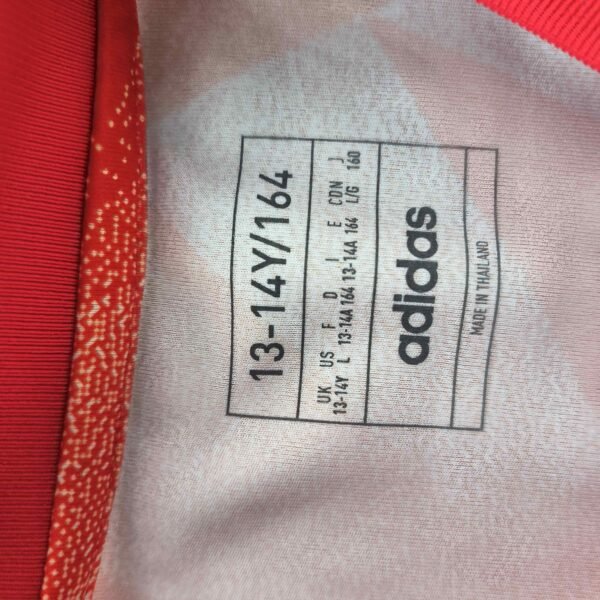 13-14Y/164
UK US F D I E CDN J
13-14Y L 13-14A 164 13-14A 164 L/G 160
adidas
MADE IN THAILAND